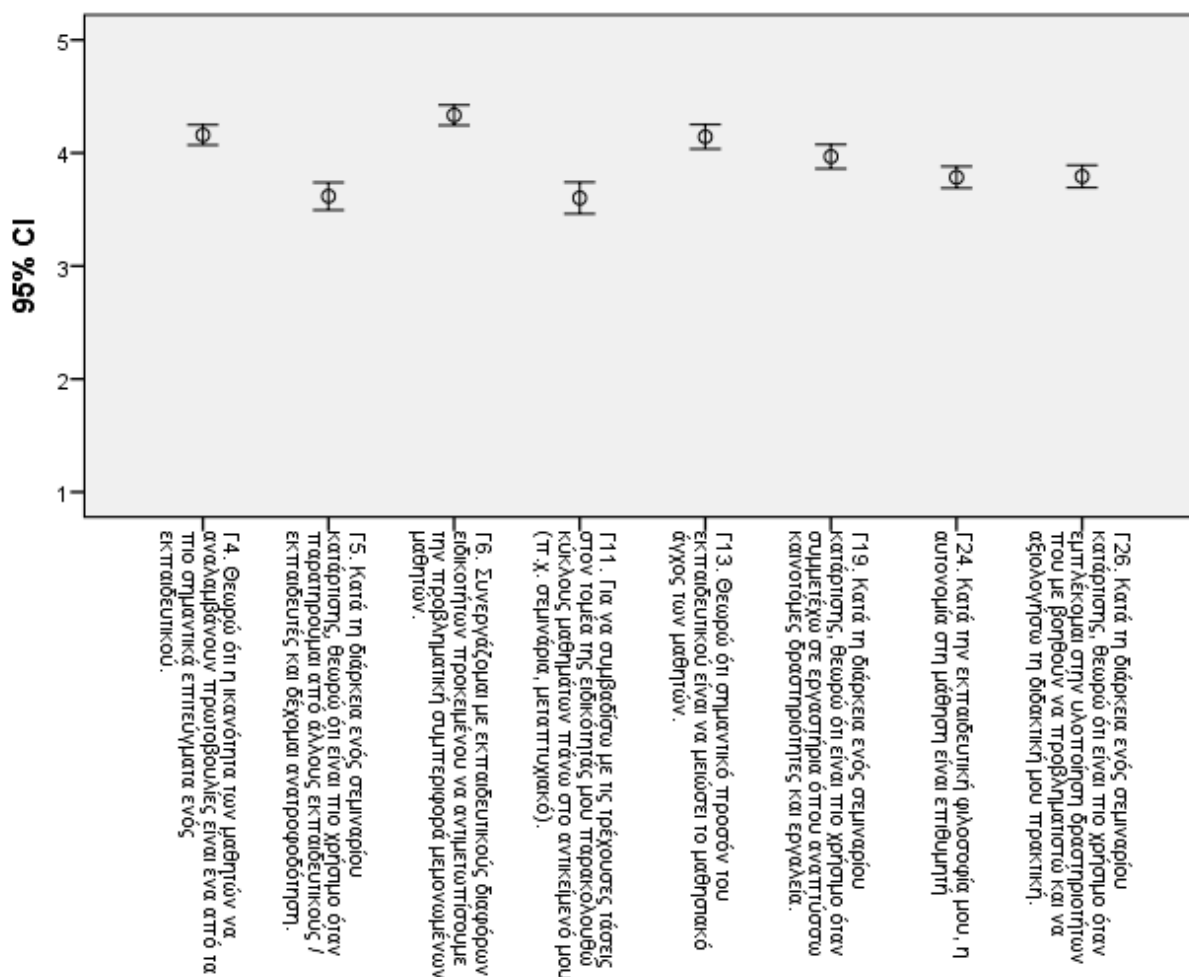 5
4
3
2
1
95% CI
Γ4. Θεωρώ ότι η ικανότητα των μαθητών να
αναλαμβάνουν πρωτοβουλίες είναι ένα από τα
πιο σημαντικά επιτεύγματα ενός
εκπαιδευτικού.
Γ5. Κατά τη διάρκεια ενός σεμιναρίου
κατάρτισης, θεωρώ ότι είναι πιο χρήσιμο όταν
παρατηρούμαι από άλλους εκπαιδευτικούς /
εκπαιδευτές και δέχομαι ανατροφοδότηση.
Γ6. Συνεργάζομαι με εκπαιδευτικούς διαφόρων
ειδικοτήτων προκειμένου να αντιμετωπίσουμε
την προβληματική συμπεριφορά μεμονωμένων
μαθητών.
Γ11. Για να συμβαδίσω με τις τρέχουσες τάσεις
στον τομέα της ειδικότητάς μου παρακολουθώ
κύκλους μαθημάτων πάνω στο αντικείμενό μου
(π.χ. σεμινάρια, μεταπτυχιακό).
Γ13. Θεωρώ ότι σημαντικό προσόν του
εκπαιδευτικού είναι να μειώσει το μαθησιακό
άγχος των μαθητών.
Γ19. Κατά τη διάρκεια ενός σεμιναρίου
κατάρτισης, θεωρώ ότι είναι πιο χρήσιμο όταν
συμμετέχω σε εργαστήρια όπου αναπτύσσω
καινοτόμες δραστηριότητες και εργαλεία.
Γ24. Κατά την εκπαιδευτική φιλοσοφία μου, η
αυτονομία στη μάθηση είναι επιθυμητή
Γ26. Κατά τη διάρκεια ενός σεμιναρίου
κατάρτισης, θεωρώ ότι είναι πιο χρήσιμο όταν
εμπλέκομαι στην υλοποίηση δραστηριοτήτων
που με βοηθούν να προβληματιστώ και να
αξιολογήσω τη διδακτική μου πρακτική.